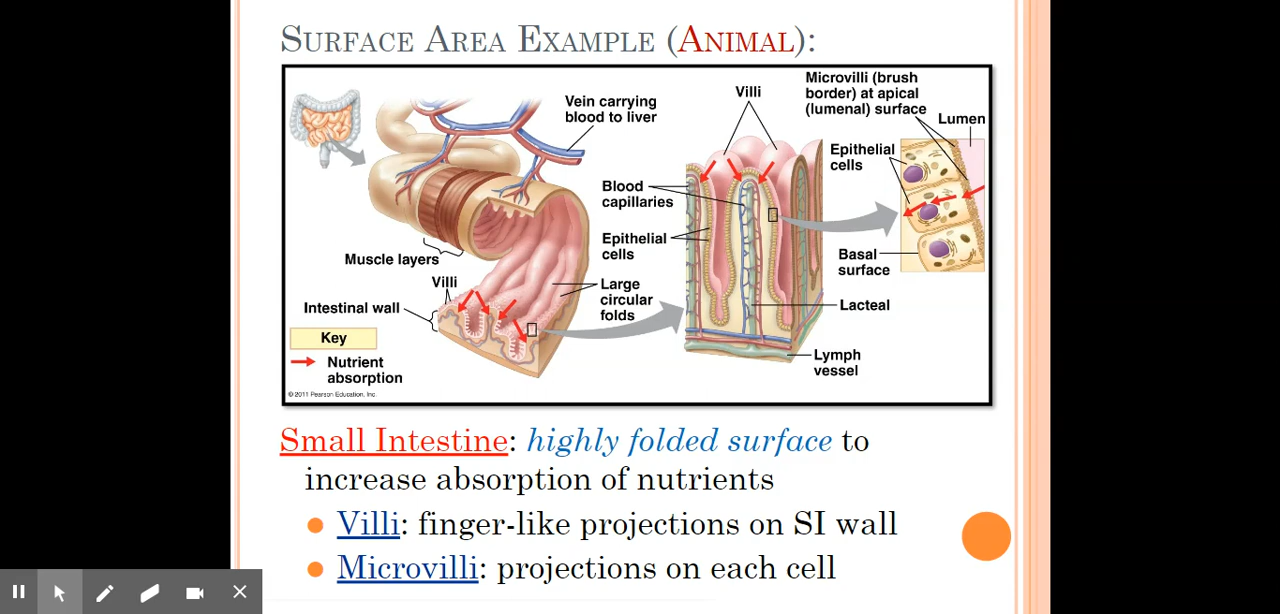 SURFACE AREA EXAMPLE (ANIMAL):
Vein carrying
blood to liver
Villi
Microvilli (brush
border) at apical
(lumenal) surface
Lumen
Epithelial
cells
Blood
capillaries
Epithelial
cells
Muscle layers
Basal
surface
Villi
Intestinal wall
Large
circular
folds
Lacteal
Key
Nutrient
absorption
Lymph
vessel
© 2011 Pearson Education, Inc.
Small Intestine: highly folded surface to
increase absorption of nutrients
Villi: finger-like projections on SI wall
Microvilli: projections on each cell